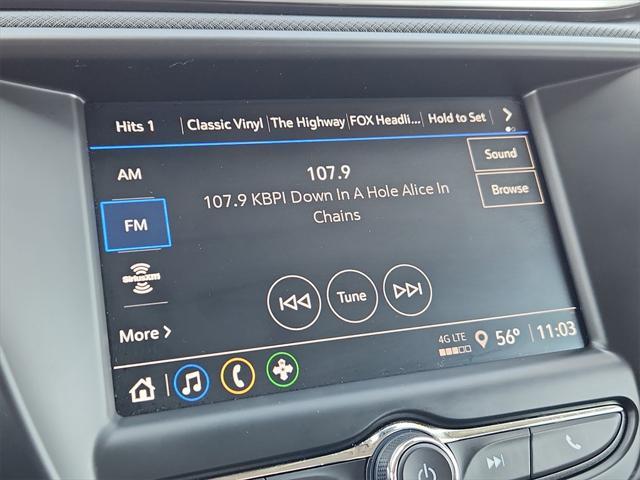 Hits 1 Classic Vinyl The Highway FOX Headli... Hold to Set
AM
107.9
Sound
107.9 KBPI Down In A Hole Alice In
Chains
Browse
FM
SiriusXM
Tune
More
4G LTE
56° 11:03